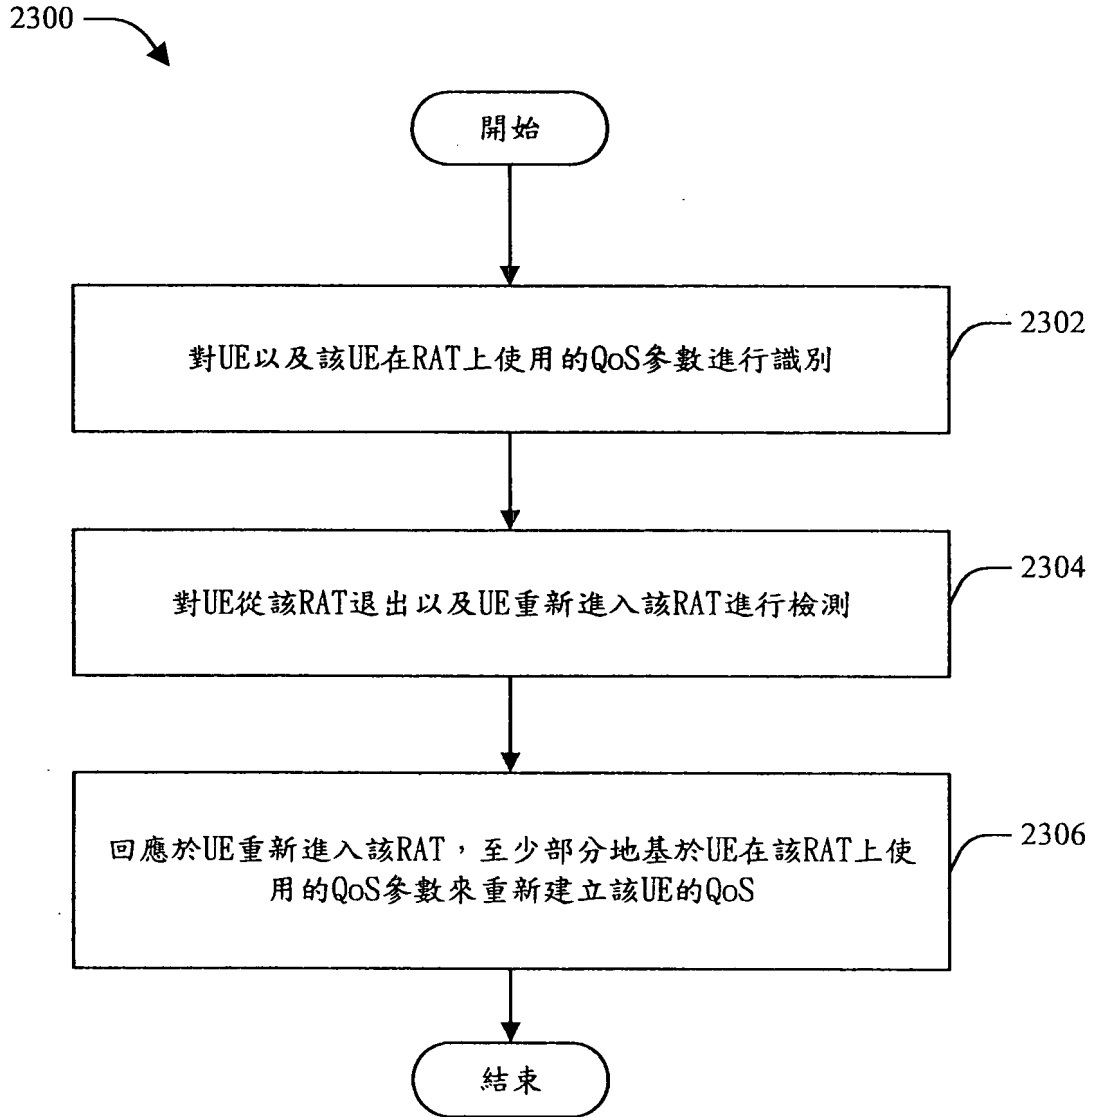 2300
開始
對UE以及該UE在RAT上使用的QoS參數進行識別
2302
對UE從該RAT退出以及UE重新進入該RAT進行檢測
2304
回應於UE重新進入該RAT，至少部分地基於UE在該RAT上使
用的QoS參數來重新建立該UE的QoS
2306
結束